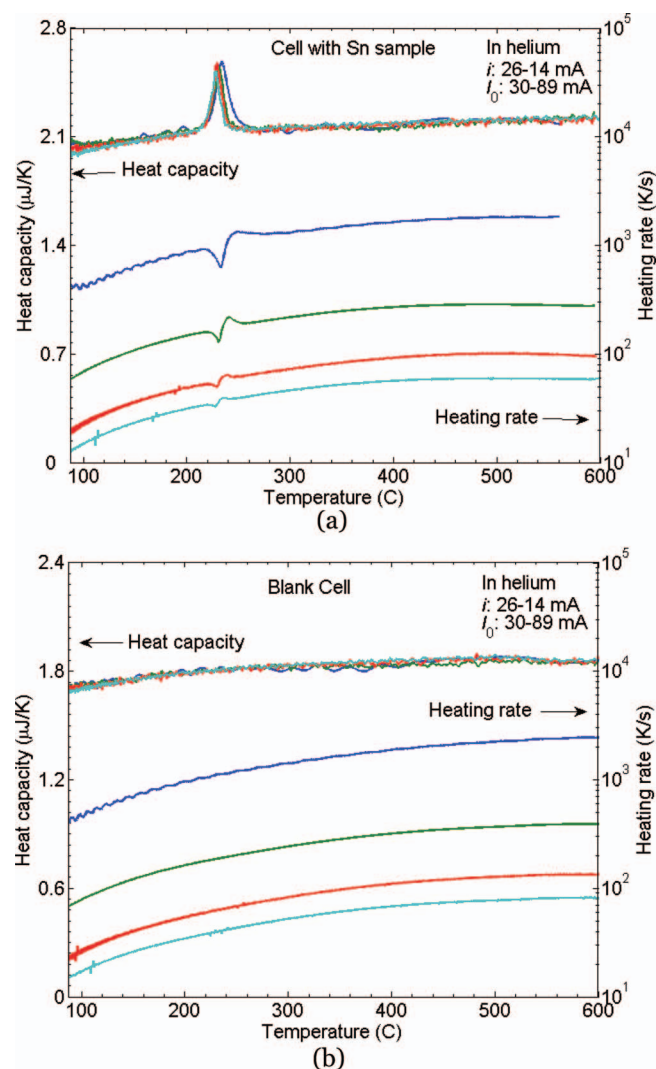 2.8
2.1
1.4
0.7
0
Heat capacity (μJ/K)
Cell with Sn sample
In helium
i: 26-14 mA
I0: 30-89 mA
Heat capacity
Heating rate
10^5
10^4
10^3
10^2
10^1
Heating rate (K/s)
100 200 300 400 500 600
Temperature (C)
(a)
2.4
1.8
1.2
0.6
0
Heat capacity (μJ/K)
Blank Cell
In helium
i: 26-14 mA
I0: 30-89 mA
Heat capacity
Heating rate
10^5
10^4
10^3
10^2
10^1
Heating rate (K/s)
100 200 300 400 500 600
Temperature (C)
(b)